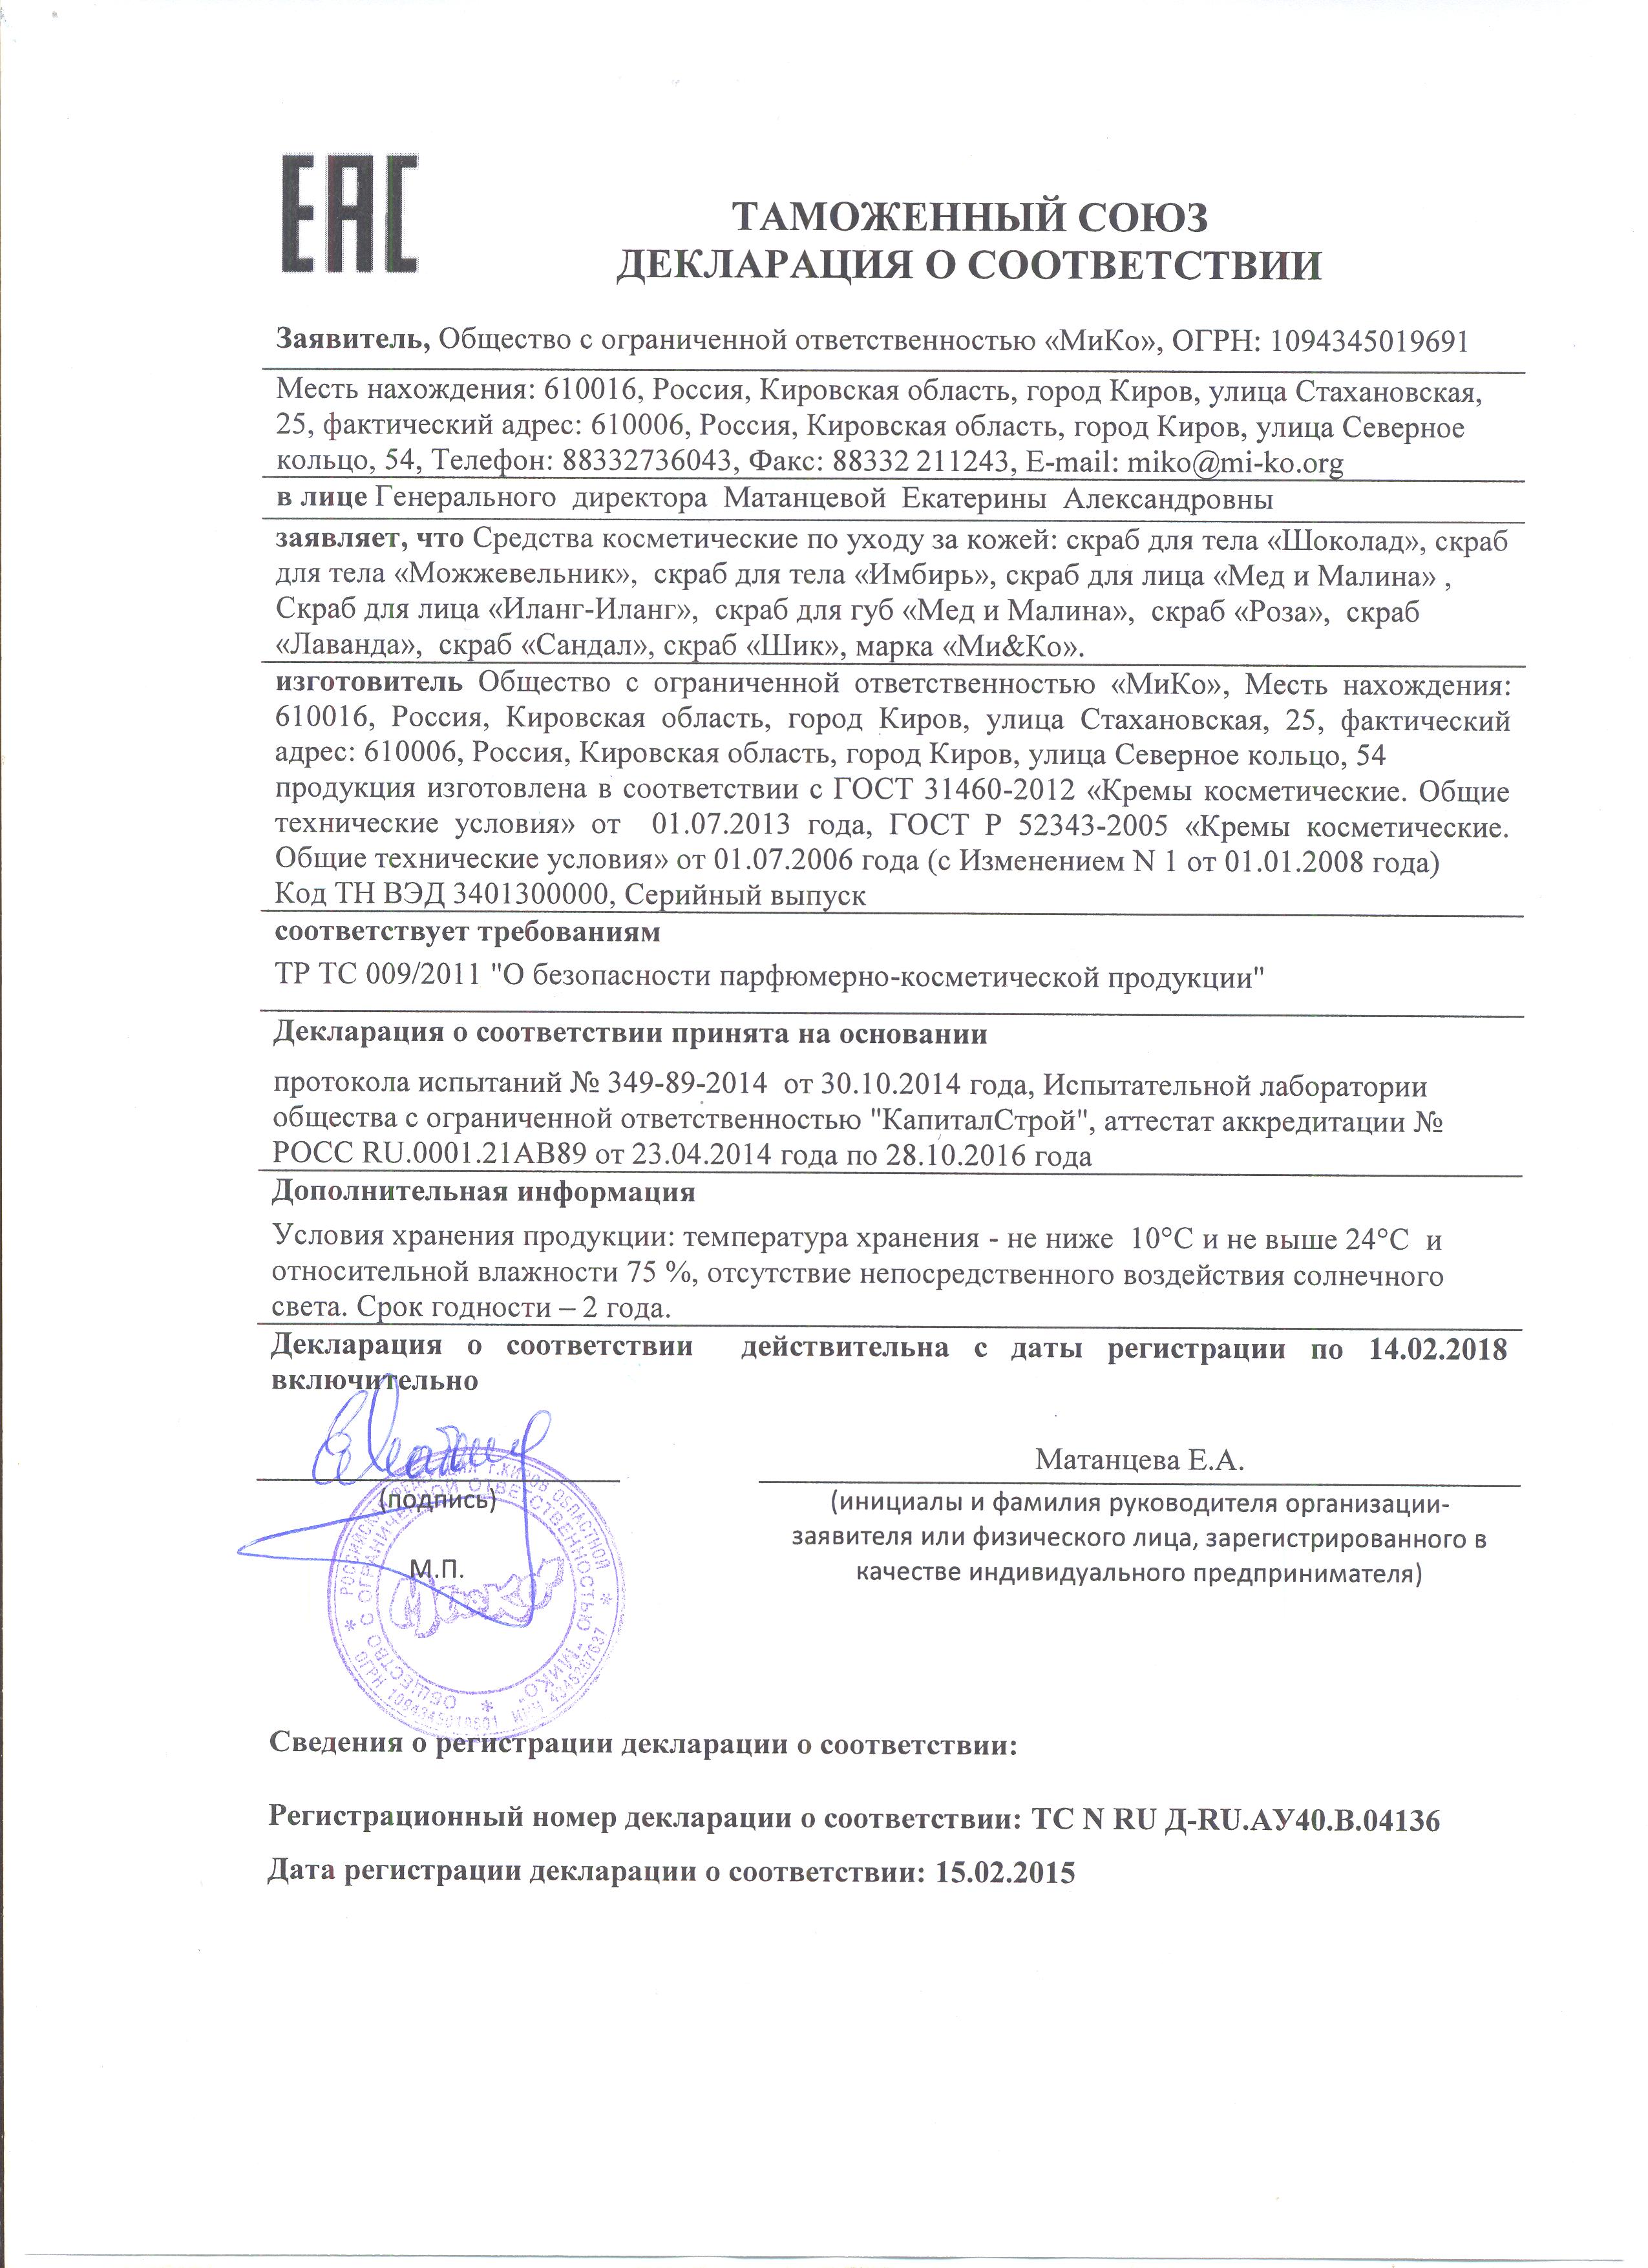 ЕАС
ТАМОЖЕННЫЙ СОЮЗ
ДЕКЛАРАЦИЯ О СООТВЕТСТВИИ
Заявитель, Общество с ограниченной ответственностью «МиКо», ОГРН: 1094345019691
Месть нахождения: 610016, Россия, Кировская область, город Киров, улица Стахановская,
25, фактический адрес: 610006, Россия, Кировская область, город Киров, улица Северное
кольцо, 54, Телефон: 88332736043, Факс: 88332 211243, E-mail: miko@mi-ko.org
в лице Генерального директора Матанцевой Екатерины Александровны
заявляет, что Средства косметические по уходу за кожей: скраб для тела «Шоколад», скраб
для тела «Можжевельник», скраб для тела «Имбирь», скраб для лица «Мед и Малина» ,
Скраб для лица «Иланг-Иланг», скраб для губ «Мед и Малина», скраб «Роза», скраб
«Лаванда», скраб «Сандал», скраб «Шик», марка «Ми&Ко».
изготовитель Общество с ограниченной ответственностью «МиКо», Месть нахождения:
610016, Россия, Кировская область, город Киров, улица Стахановская, 25, фактический
адрес: 610006, Россия, Кировская область, город Киров, улица Северное кольцо, 54
продукция изготовлена в соответствии с ГОСТ 31460-2012 «Кремы косметические. Общие
технические условия» от 01.07.2013 года, ГОСТ Р 52343-2005 «Кремы косметические.
Общие технические условия» от 01.07.2006 года (с Изменением N 1 от 01.01.2008 года)
Код ТН ВЭД 3401300000, Серийный выпуск
соответствует требованиям
ТР ТС 009/2011 "О безопасности парфюмерно-косметической продукции"
Декларация о соответствии принята на основании
протокола испытаний № 349-89-2014 от 30.10.2014 года, Испытательной лаборатории
общества с ограниченной ответственностью "КапиталСтрой", аттестат аккредитации №
РОСС RU.0001.21АВ89 от 23.04.2014 года по 28.10.2016 года
Дополнительная информация
Условия хранения продукции: температура хранения - не ниже 10°С и не выше 24°С и
относительной влажности 75 %, отсутствие непосредственного воздействия солнечного
света. Срок годности – 2 года.
Декларация о соответствии действительна с даты регистрации по 14.02.2018
включительно
Матанцева Е.А.
(подпись)
(инициалы и фамилия руководителя организации-
заявителя или физического лица, зарегистрированного в
качестве индивидуального предпринимателя)
М.П.
ОБЩЕСТВО С ОГРАНИЧЕННОЙ ОТВЕТСТВЕННОСТЬЮ "МИКО"
МиКо
Сведения о регистрации декларации о соответствии:
Регистрационный номер декларации о соответствии: ТС N RU Д-RU.АУ40.В.04136
Дата регистрации декларации о соответствии: 15.02.2015